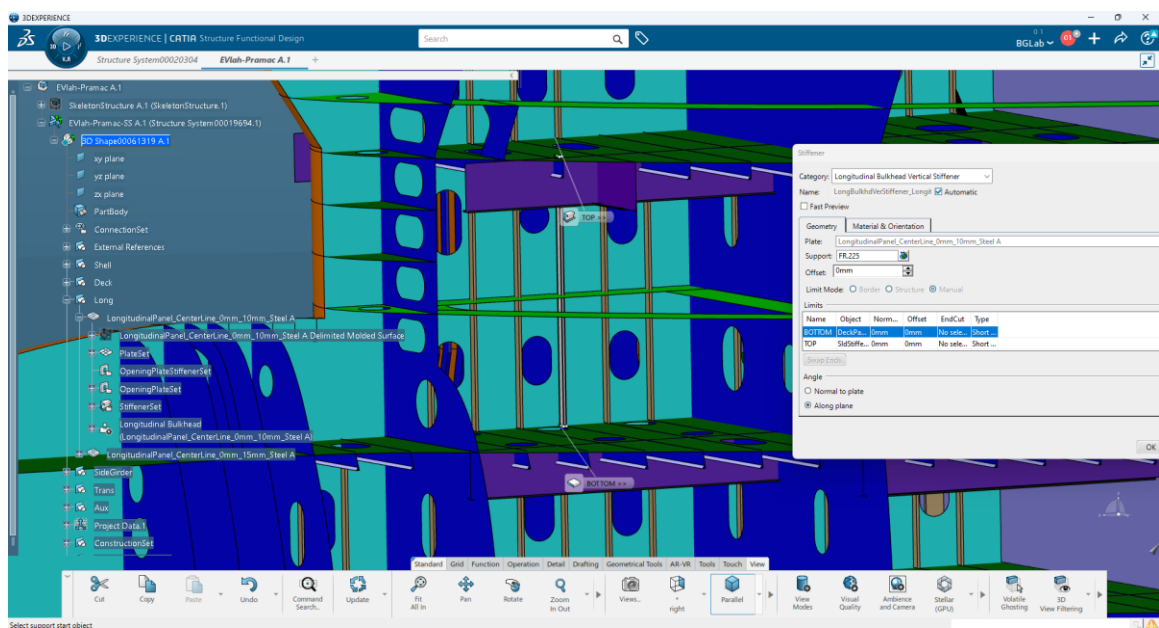 3DEXPERIENCE
3DEXPERIENCE | CATIA Structure Functional Design
Search
BGLab
Structure System00020304
EVlah-Pramac A.1
EVlah-Pramac A.1
SkeletonStructure A.1 (SkeletonStructure.1)
EVlah-Pramac-SS A.1 (Structure System00019694.1)
3D Shape00061319 A.1
xy plane
yz plane
zx plane
PartBody
ConnectionSet
External References
Shell
Deck
Long
LongitudinalPanel_CenterLine_0mm_10mm_Steel A
LongitudinalPanel_CenterLine_0mm_10mm_Steel A Delimited Molded Surface
PlateSet
OpeningPlateStiffenerSet
OpeningPlateSet
StiffenerSet
Longitudinal Bulkhead
(LongitudinalPanel_CenterLine_0mm_10mm_Steel A)
LongitudinalPanel_CenterLine_0mm_15mm_Steel A
SideGirder
Trans
Aux
Project Data.1
ConstructionSet
TOP >>
BOTTOM >>
Stiffener
Category: Longitudinal Bulkhead Vertical Stiffener
Name: LongBulkhdVerStiffener_Longit Automatic
Fast Preview
Geometry Material & Orientation
Plate: LongitudinalPanel_CenterLine_0mm_10mm_Steel A
Support: FR.225
Offset: 0mm
Limit Mode: Border Structure Manual
Limits
Name Object Norm... Offset EndCut Type
BOTTOM DeckPa... 0mm 0mm No sele... Short ...
TOP SldStiffe... 0mm 0mm No sele... Short ...
Swap Ends
Angle
Normal to plate
Along plane
OK
Standard Grid Function Operation Detail Drafting Geometrical Tools AR-VR Tools Touch View
Cut
Copy
Paste
Undo
Command
Search...
Update
Fit
All In
Pan
Rotate
Zoom
In Out
Views...
right
Parallel
View
Modes
Visual
Quality
Ambience
and Camera
Stellar
(GPU)
Volatile
Ghosting
3D
View Filtering
Select support start object